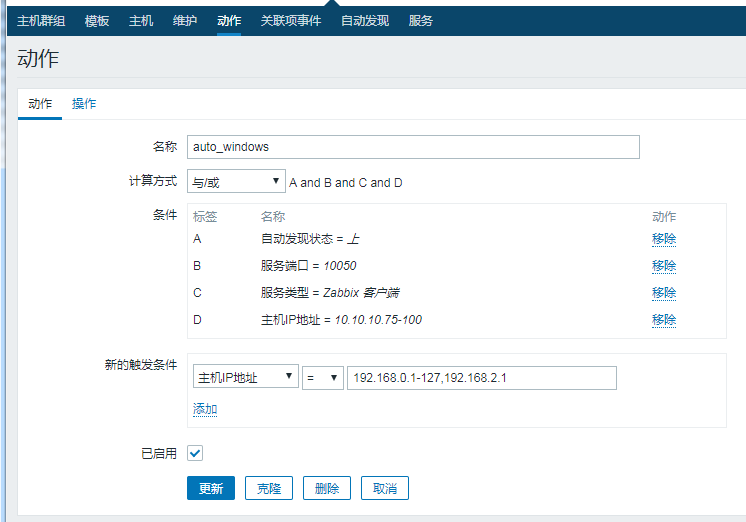 主机群组 模板 主机 维护 动作 关联项事件 自动发现 服务
动作
动作 操作
名称 auto_windows
计算方式 与/或 A and B and C and D
条件 标签 名称 动作
A 自动发现状态 = 上 移除
B 服务端口 = 10050 移除
C 服务类型 = Zabbix 客户端 移除
D 主机IP地址 = 10.10.10.75-100 移除
新的触发条件 主机IP地址 = 192.168.0.1-127,192.168.2.1
添加
已启用
更新 克隆 删除 取消